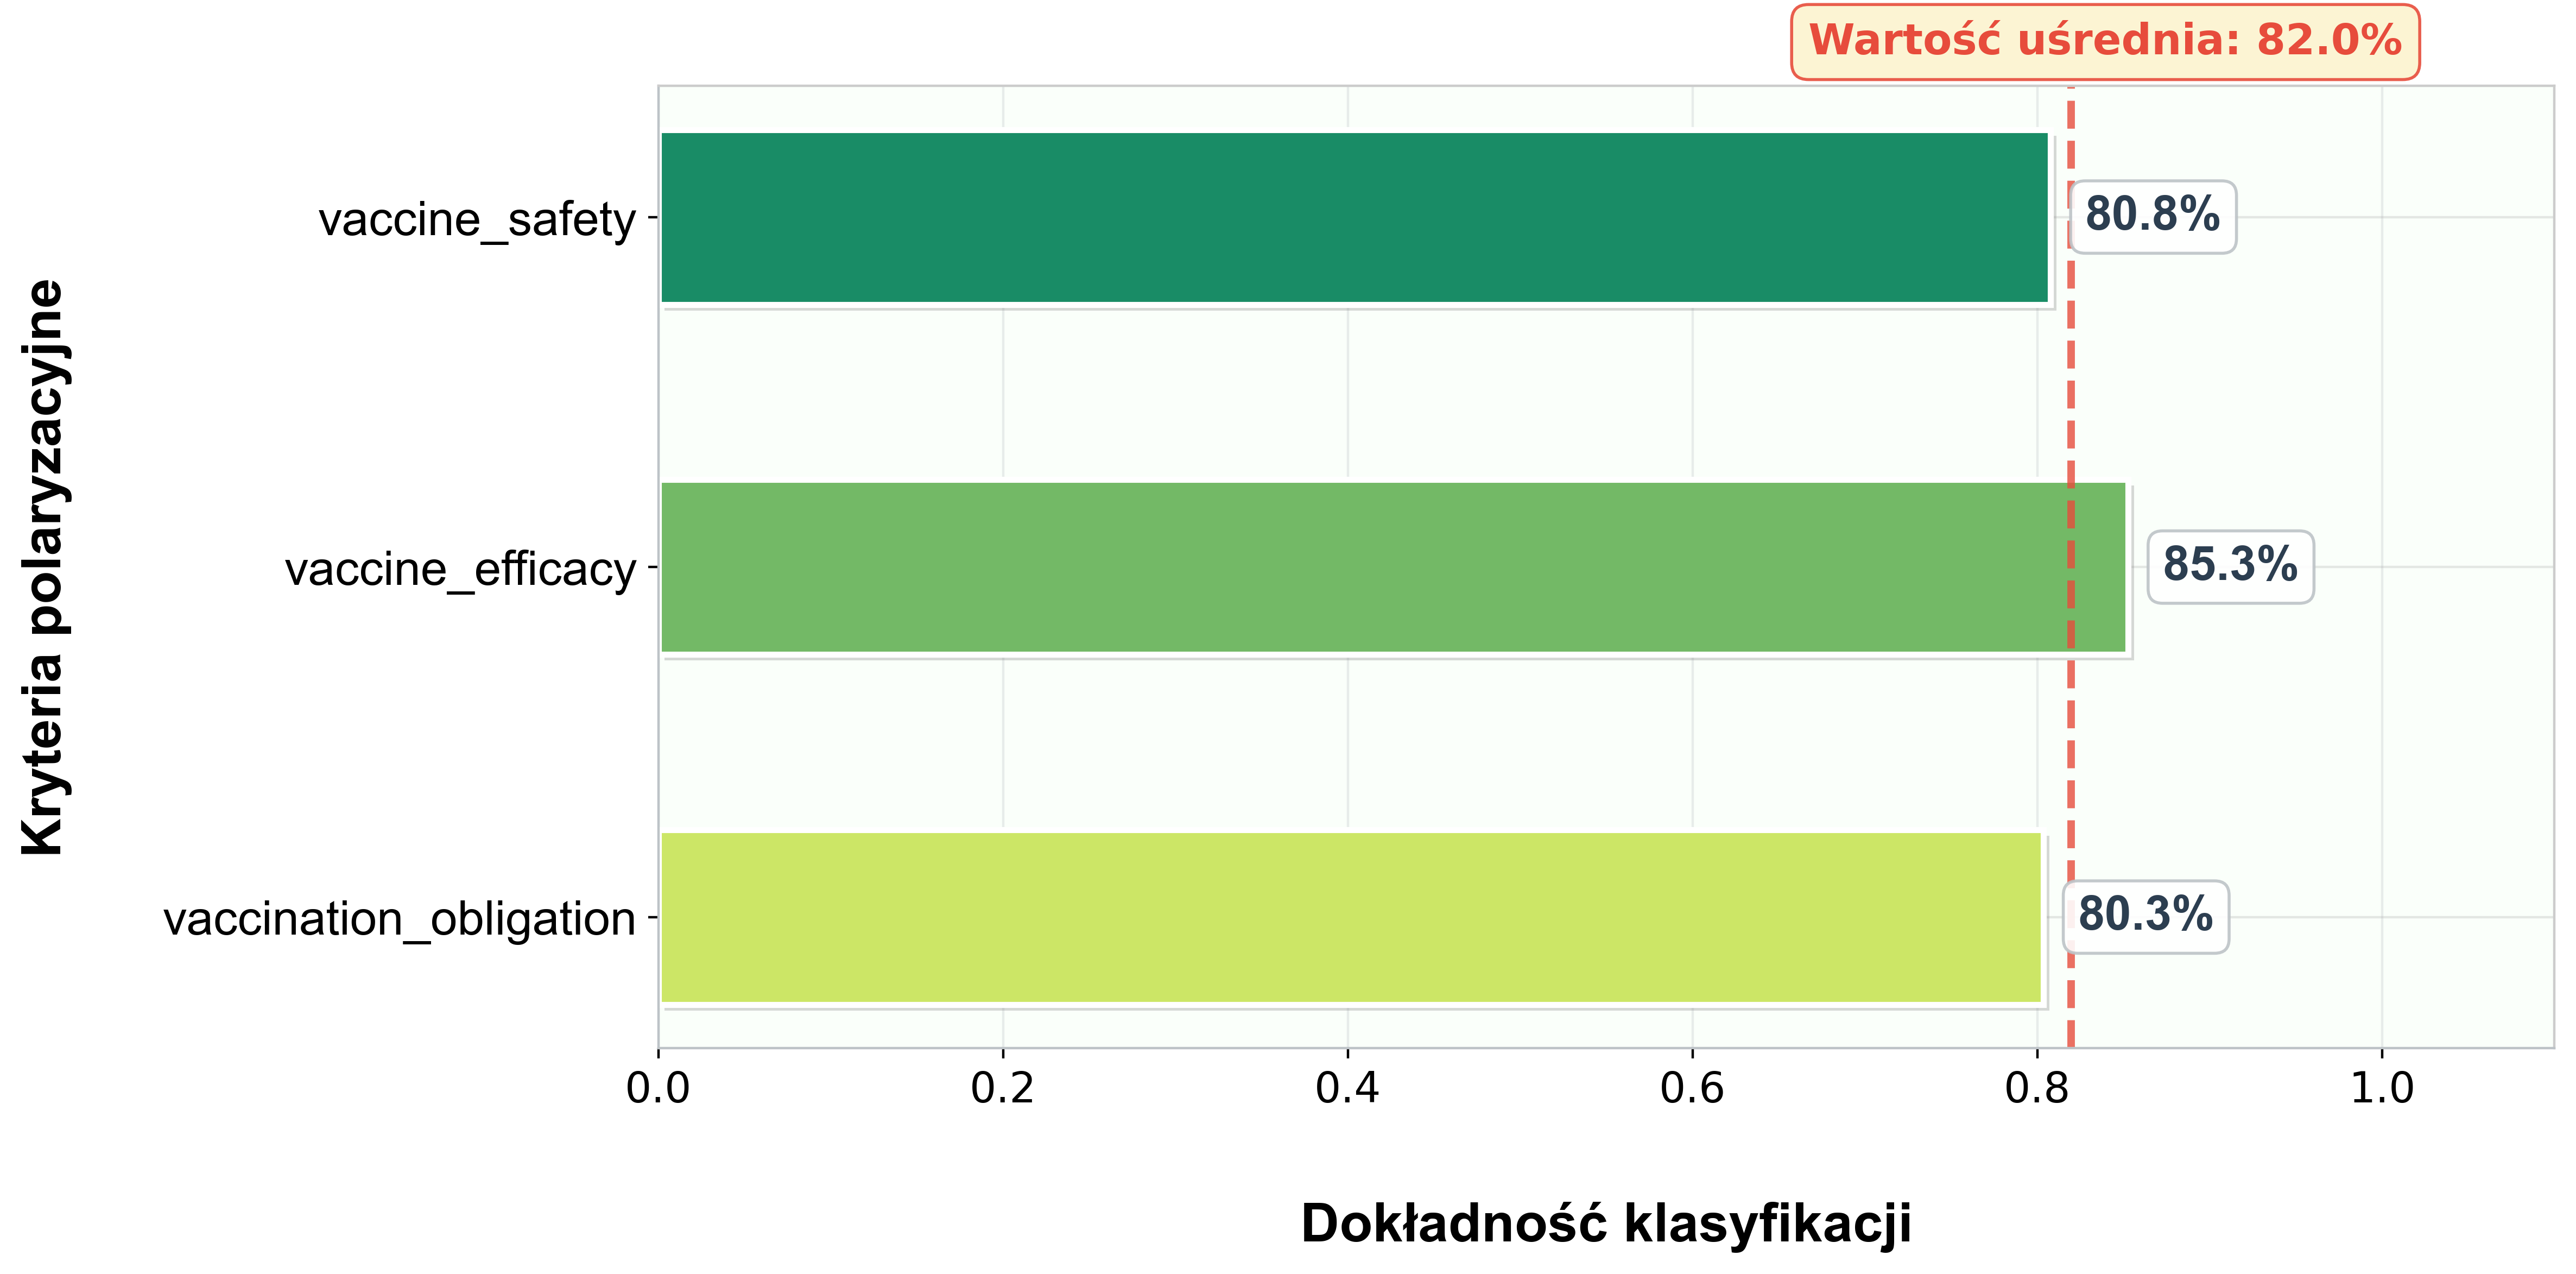 Wartość uśrednia: 82.0%
Kryteria polaryzacyjne
vaccine_safety
80.8%
vaccine_efficacy
85.3%
vaccination_obligation
80.3%
0.0 0.2 0.4 0.6 0.8 1.0
Dokładność klasyfikacji